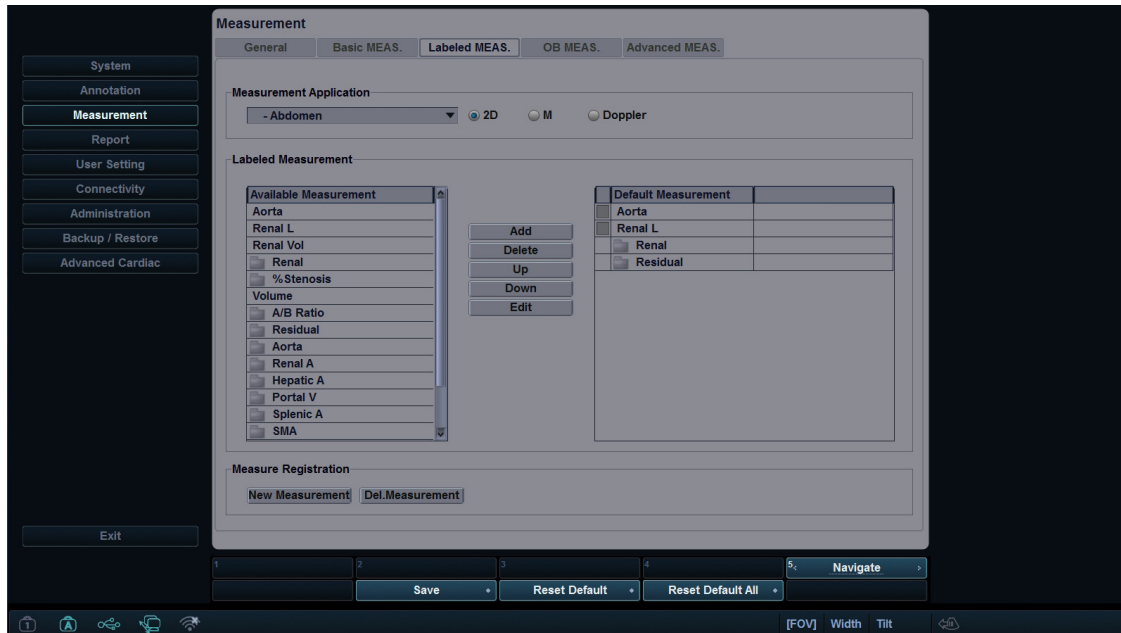 Measurement
General Basic MEAS. Labeled MEAS. OB MEAS. Advanced MEAS.
System
Annotation
Measurement
Report
User Setting
Connectivity
Administration
Backup / Restore
Advanced Cardiac
Exit
Measurement Application
- Abdomen 2D M Doppler
Labeled Measurement
Available Measurement
Aorta
Renal L
Renal Vol
Renal
%Stenosis
Volume
A/B Ratio
Residual
Aorta
Renal A
Hepatic A
Portal V
Splenic A
SMA
Add
Delete
Up
Down
Edit
Default Measurement
Aorta
Renal L
Renal
Residual
Measure Registration
New Measurement Del.Measurement
1 2 3 4 5 Navigate
Save Reset Default Reset Default All
1 A [FOV] Width Tilt